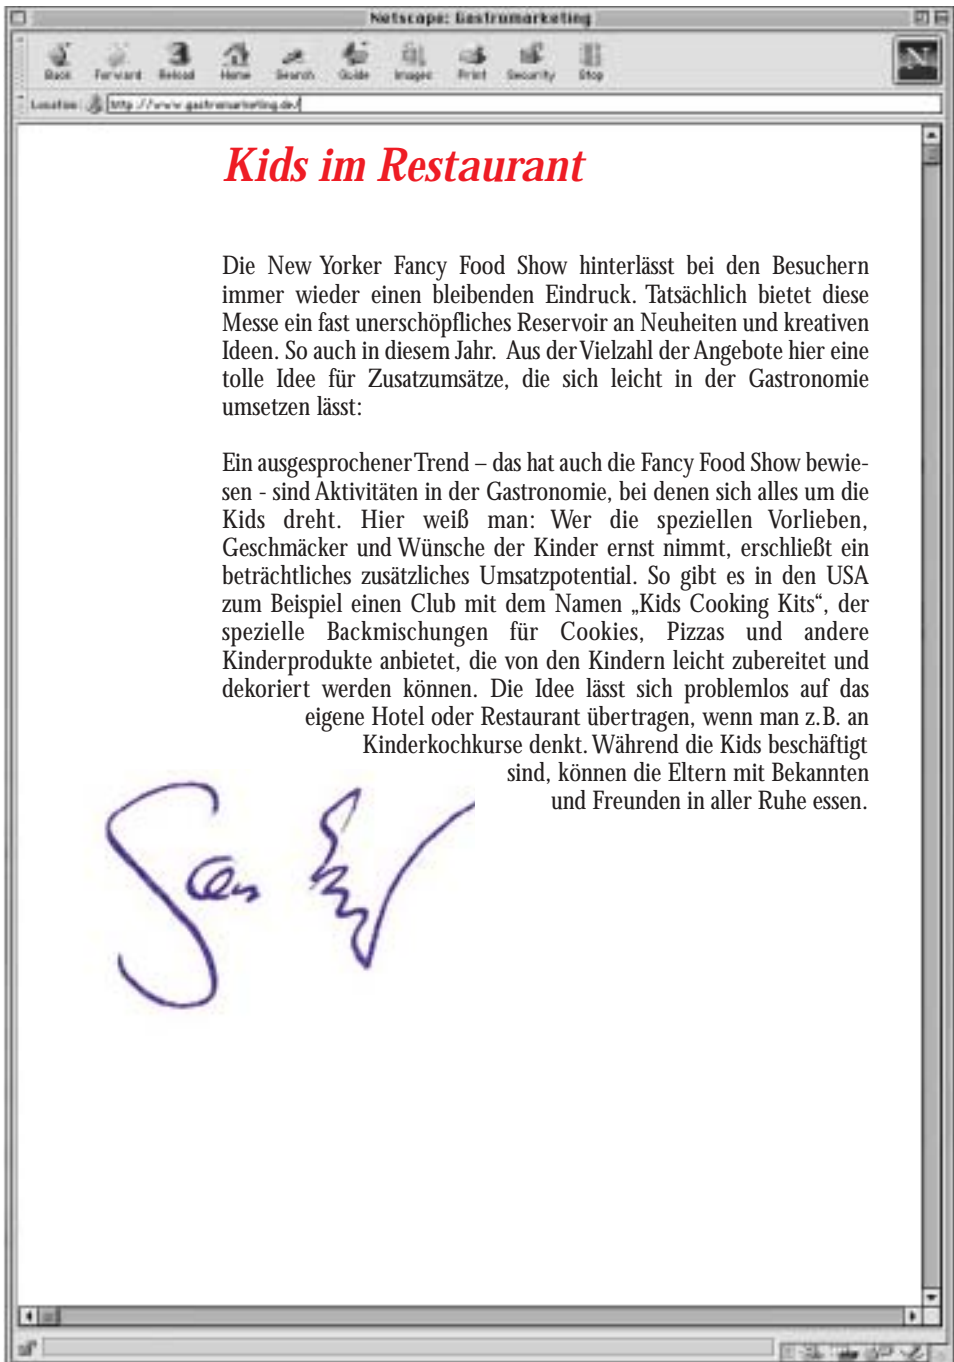 Netscape: Gastromarketing
Back Forward Reload Home Search Guide Images Print Security Stop
Location: http://www.gastromarketing.de/
N
Kids im Restaurant
Die New Yorker Fancy Food Show hinterlässt bei den Besuchern
immer wieder einen bleibenden Eindruck. Tatsächlich bietet diese
Messe ein fast unerschöpfliches Reservoir an Neuheiten und kreativen
Ideen. So auch in diesem Jahr. Aus der Vielzahl der Angebote hier eine
tolle Idee für Zusatzumsätze, die sich leicht in der Gastronomie
umsetzen lässt:
Ein ausgesprochener Trend – das hat auch die Fancy Food Show bewie-
sen - sind Aktivitäten in der Gastronomie, bei denen sich alles um die
Kids dreht. Hier weiß man: Wer die speziellen Vorlieben,
Geschmäcker und Wünsche der Kinder ernst nimmt, erschließt ein
beträchtliches zusätzliches Umsatzpotential. So gibt es in den USA
zum Beispiel einen Club mit dem Namen „Kids Cooking Kits“, der
spezielle Backmischungen für Cookies, Pizzas und andere
Kinderprodukte anbietet, die von den Kindern leicht zubereitet und
dekoriert werden können. Die Idee lässt sich problemlos auf das
eigene Hotel oder Restaurant übertragen, wenn man z.B. an
Kinderkochkurse denkt. Während die Kids beschäftigt
sind, können die Eltern mit Bekannten
und Freunden in aller Ruhe essen.